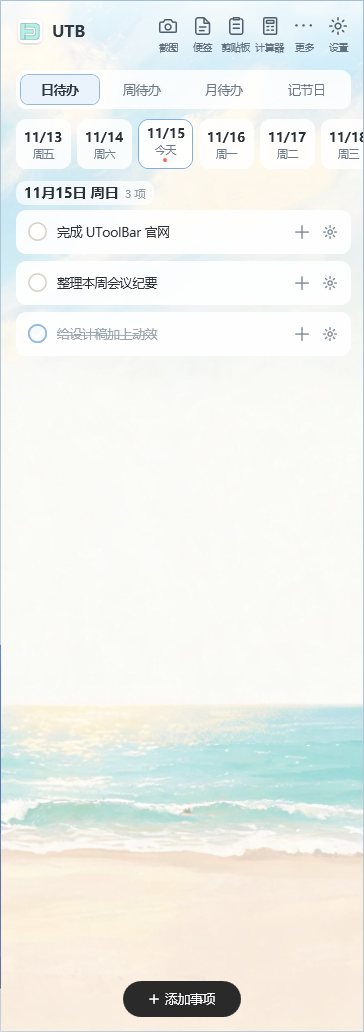 UTB
截图 便签 剪贴板 计算器 更多 设置
日待办 周待办 月待办 记节日
11/13 11/14 11/15 11/16 11/17 11/18
周五 周六 今天 周一 周二 周三
11月15日 周日 3 项
完成 UToolBar 官网
整理本周会议纪要
给设计稿加上动效
+ 添加事项